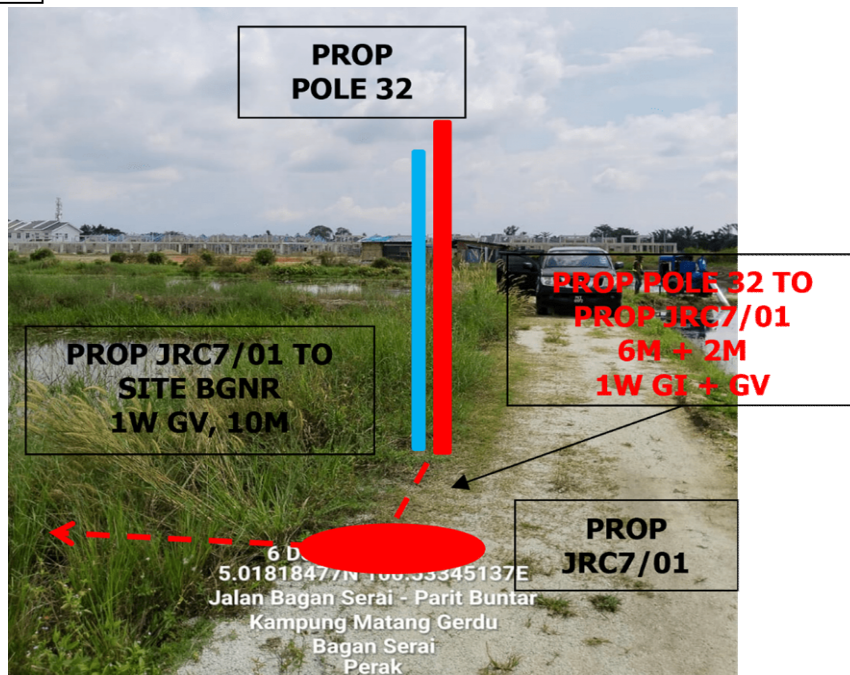 PROP
POLE 32
PROP POLE 32 TO
PROP JRC7/01
6M + 2M
1W GI + GV
PROP JRC7/01 TO
SITE BGNR
1W GV, 10M
PROP
JRC7/01
6
5.01818477N
Jalan Bagan Serai - Parit Buntar
Kampung Matang Gerdu
Bagan Serai
Perak